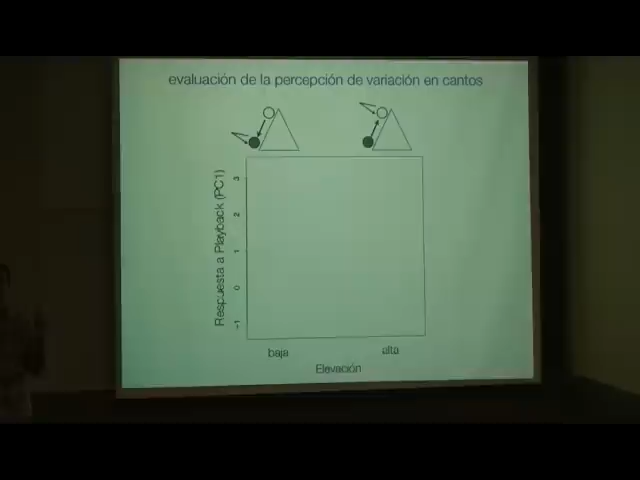 evaluación de la percepción de variación en cantos
Respuesta a Playback (PC1)
3
2
1
0
−1
baja alta
Elevación